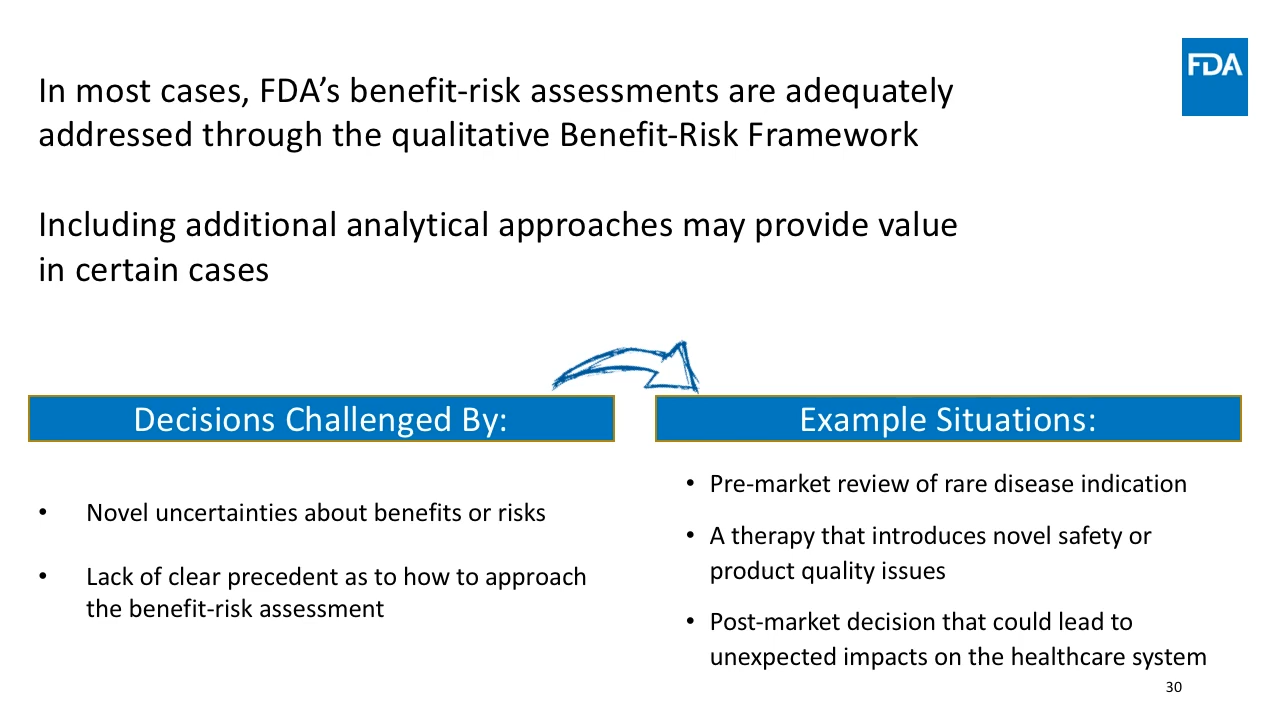 FDA
In most cases, FDA’s benefit-risk assessments are adequately
addressed through the qualitative Benefit-Risk Framework
Including additional analytical approaches may provide value
in certain cases
Decisions Challenged By:
• Novel uncertainties about benefits or risks
• Lack of clear precedent as to how to approach
the benefit-risk assessment
Example Situations:
• Pre-market review of rare disease indication
• A therapy that introduces novel safety or
product quality issues
• Post-market decision that could lead to
unexpected impacts on the healthcare system
30